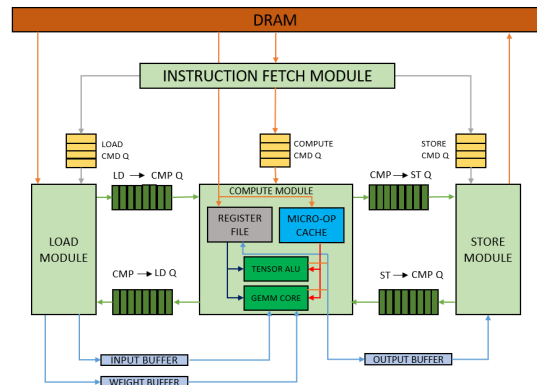 DRAM
INSTRUCTION FETCH MODULE
LOAD
CMD Q
COMPUTE
CMD Q
STORE
CMD Q
LD → CMP Q
CMP → ST Q
COMPUTE MODULE
LOAD
MODULE
REGISTER
FILE
MICRO-OP
CACHE
STORE
MODULE
TENSOR ALU
CMP → LD Q
ST → CMP Q
GEMM CORE
INPUT BUFFER
OUTPUT BUFFER
WEIGHT BUFFER